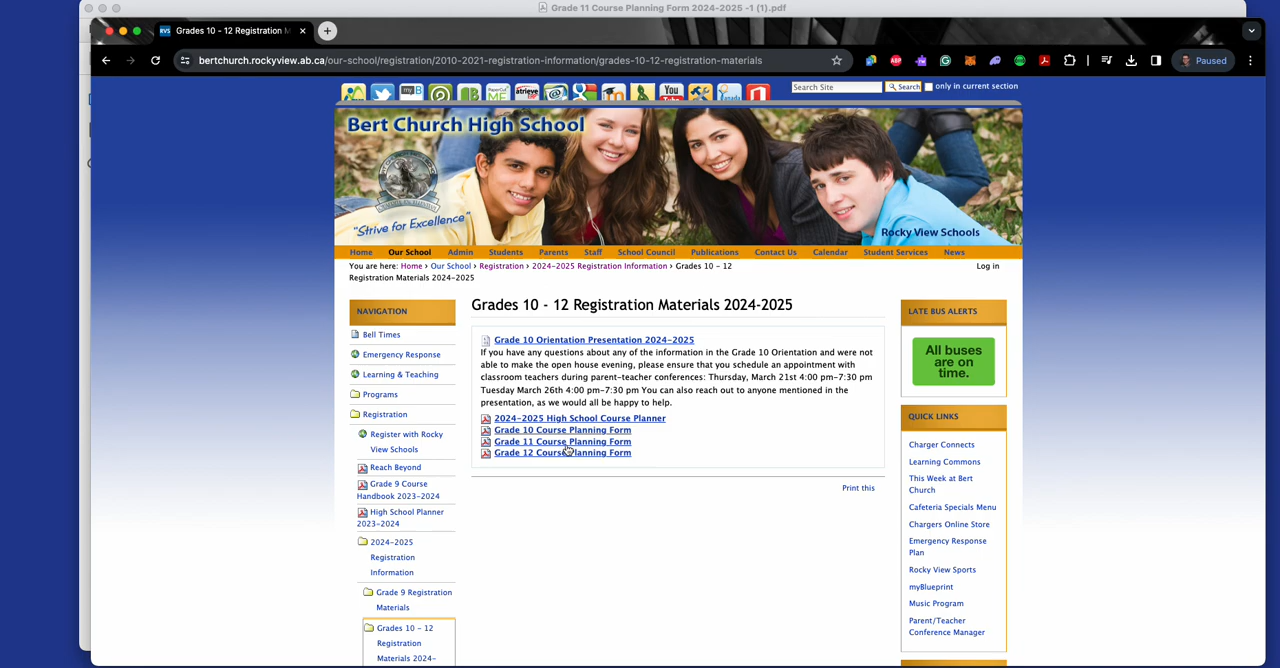 Grade 11 Course Planning Form 2024-2025 -1 (1).pdf
Grades 10 - 12 Registration M
bertchurch.rockyview.ab.ca/our-school/registration/2010-2021-registration-information/grades-10-12-registration-materials
Paused
Search Site
Search
only in current section
Bert Church High School
"Strive for Excellence"
Rocky View Schools
Home Our School Admin Students Parents Staff School Council Publications Contact Us Calendar Student Services News
You are here: Home › Our School › Registration › 2024-2025 Registration Information › Grades 10 - 12
Registration Materials 2024-2025
Log in
NAVIGATION
Bell Times
Emergency Response
Learning & Teaching
Programs
Registration
Register with Rocky
View Schools
Reach Beyond
Grade 9 Course
Handbook 2023-2024
High School Planner
2023-2024
2024-2025
Registration
Information
Grade 9 Registration
Materials
Grades 10 - 12
Registration
Materials 2024-
Grades 10 - 12 Registration Materials 2024-2025
Grade 10 Orientation Presentation 2024-2025
If you have any questions about any of the information in the Grade 10 Orientation and were not
able to make the open house evening, please ensure that you schedule an appointment with
classroom teachers during parent-teacher conferences: Thursday, March 21st 4:00 pm-7:30 pm
Tuesday March 26th 4:00 pm-7:30 pm You can also reach out to anyone mentioned in the
presentation, as we would all be happy to help.
2024-2025 High School Course Planner
Grade 10 Course Planning Form
Grade 11 Course Planning Form
Grade 12 Course Planning Form
Print this
LATE BUS ALERTS
All buses
are on
time.
QUICK LINKS
Charger Connects
Learning Commons
This Week at Bert
Church
Cafeteria Specials Menu
Chargers Online Store
Emergency Response
Plan
Rocky View Sports
myBlueprint
Music Program
Parent/Teacher
Conference Manager